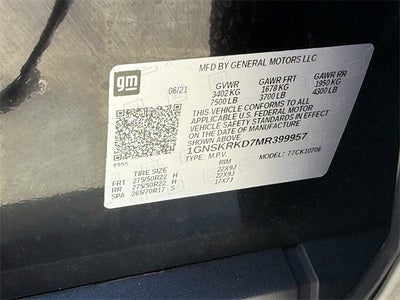 gm
MFD BY GENERAL MOTORS LLC
06/21 GVWR GAWR FRT GAWR RR
3402 KG 1678 KG 1950 KG
7500 LB 3700 LB 4300 LB
THIS VEHICLE CONFORMS TO ALL
APPLICABLE U.S. FEDERAL MOTOR
VEHICLE SAFETY STANDARDS IN
EFFECT ON THE DATE OF MANUFACTURE
SHOWN ABOVE.
1GNSKRKD7MR399957
TYPE: M.P.V. MODEL: 77CK10706
TIRE SIZE RIM
FRT 275/50R22 H 22X9J
RR 275/50R22 H 22X9J
SPA 265/70R17 S 17X7J